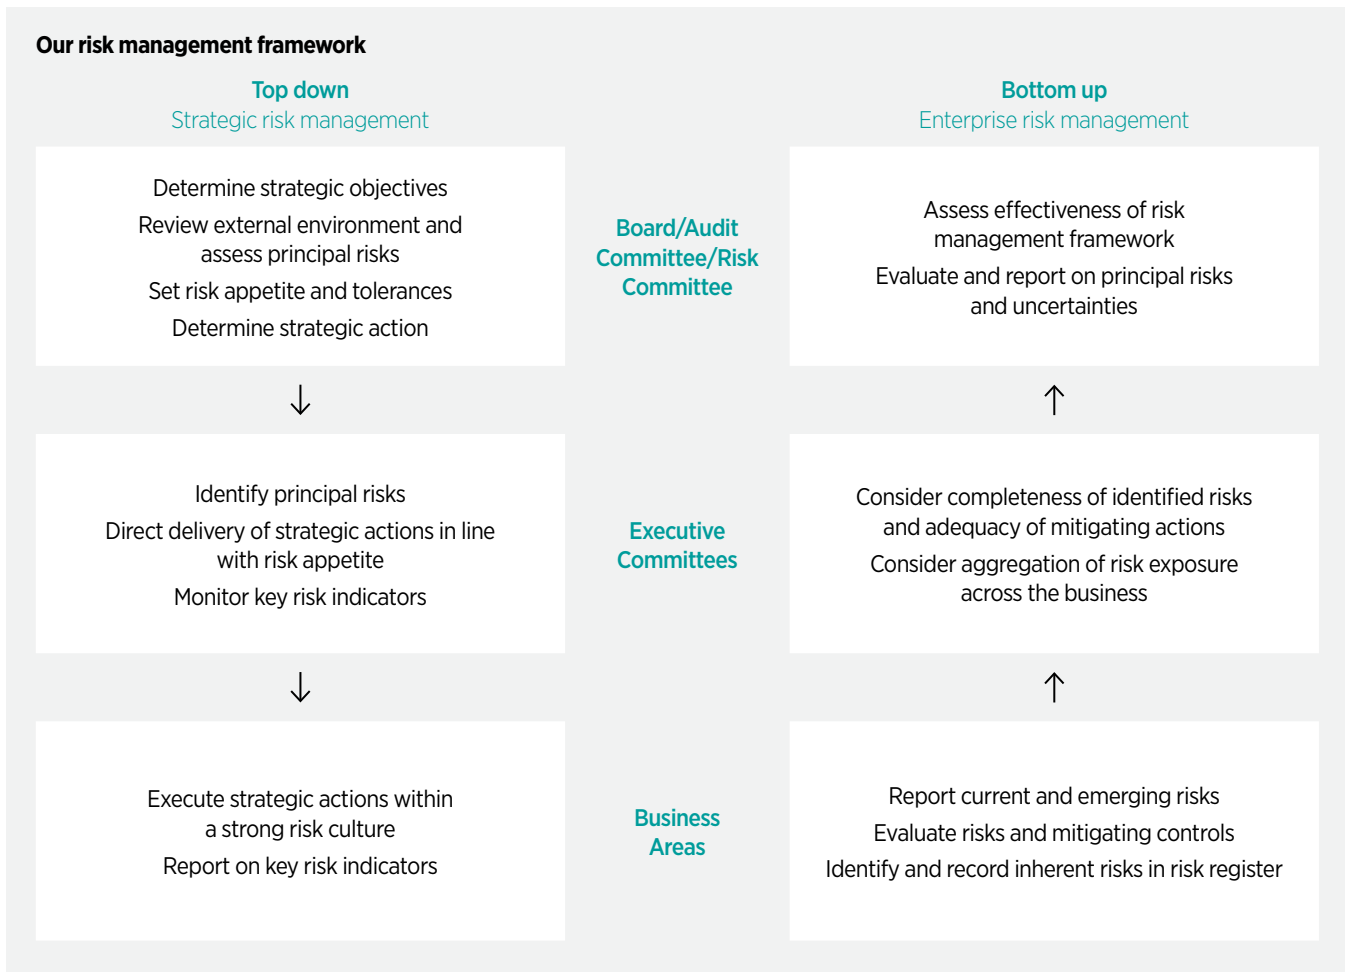 Our risk management framework
Top down
Strategic risk management
Bottom up
Enterprise risk management
Determine strategic objectives
Review external environment and
assess principal risks
Set risk appetite and tolerances
Determine strategic action
Board/Audit
Committee/Risk
Committee
Assess effectiveness of risk
management framework
Evaluate and report on principal risks
and uncertainties
Identify principal risks
Direct delivery of strategic actions in line
with risk appetite
Monitor key risk indicators
Executive
Committees
Consider completeness of identified risks
and adequacy of mitigating actions
Consider aggregation of risk exposure
across the business
Execute strategic actions within
a strong risk culture
Report on key risk indicators
Business
Areas
Report current and emerging risks
Evaluate risks and mitigating controls
Identify and record inherent risks in risk register